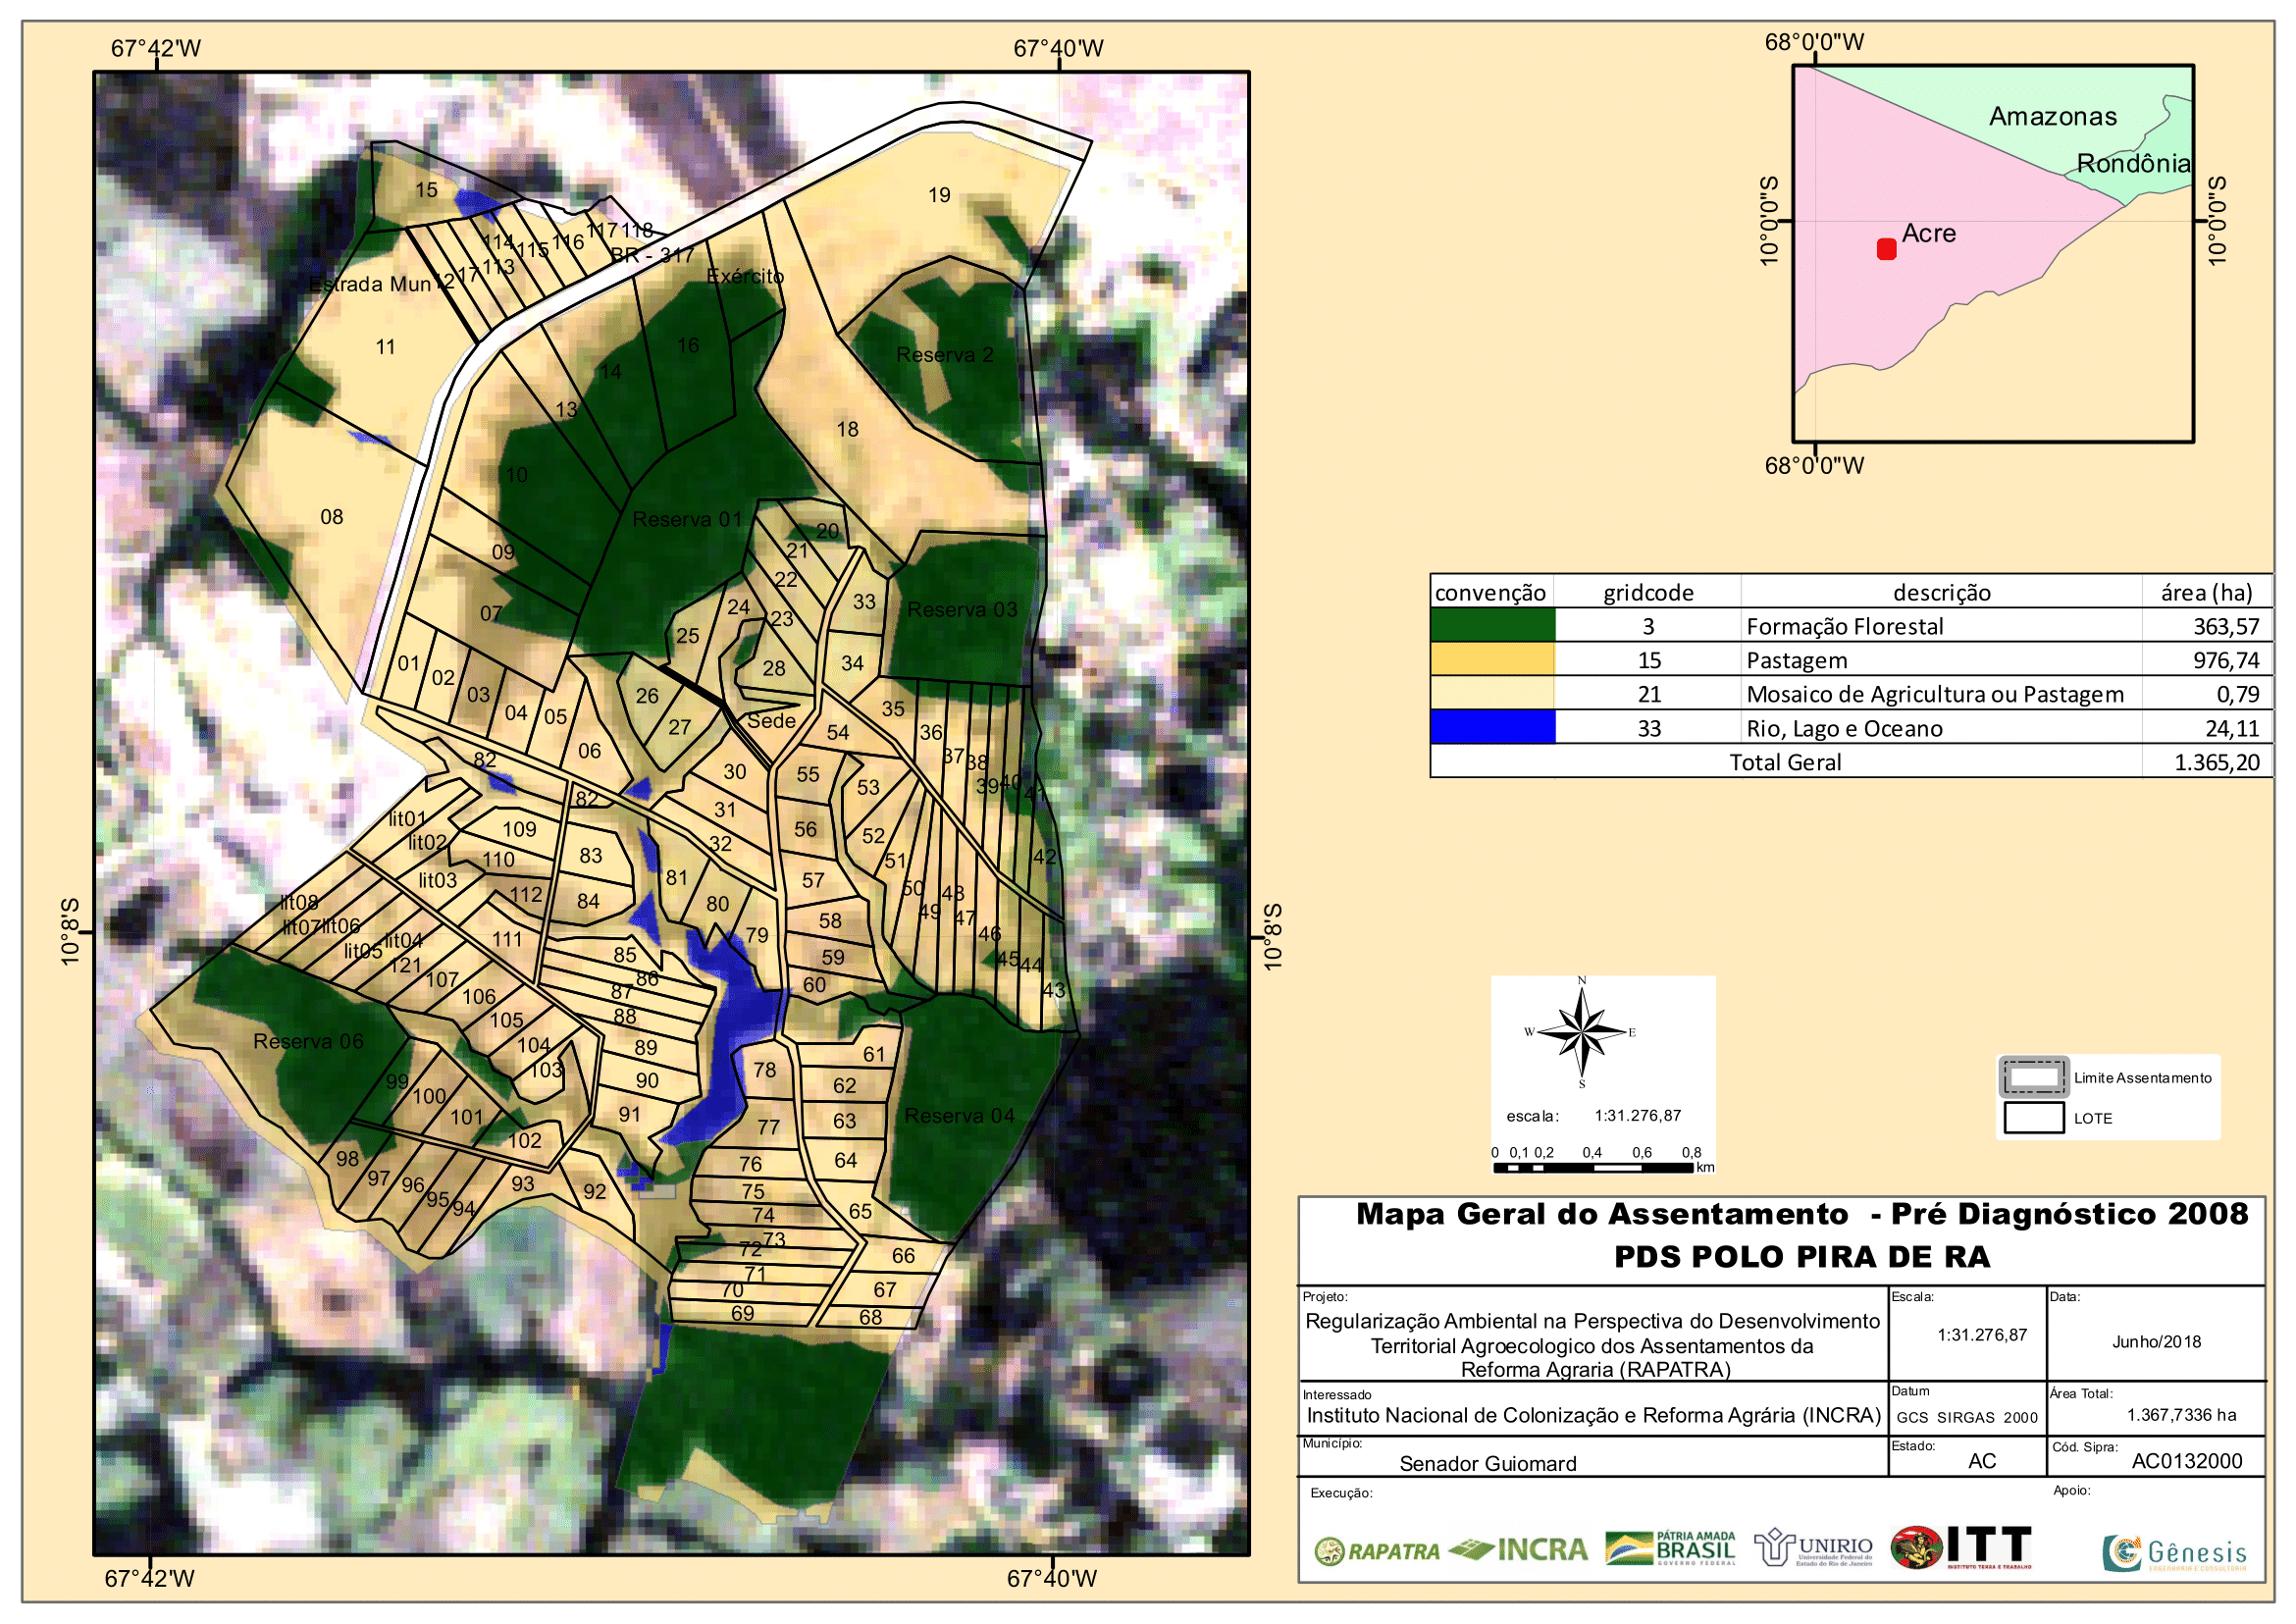 67°42'W
67°40'W
68°0'0"W
Amazonas
Rondônia
Acre
10°0'0"S
10°0'0"S
68°0'0"W
15
19
114
115
116
117
118
BR - 317
113
17
12
Estrada Mun
Exército
11
16
14
13
Reserva 2
18
10
08
Reserva 01
20
21
09
22
33
Reserva 03
07
24
23
25
28
34
01
02
03
04
05
26
27
35
Sede
36
54
06
82
37
38
39
40
41
30
55
53
82
31
lit01
109
56
52
lit02
32
83
110
42
51
lit03
81
57
112
50
48
84
80
lit08
49
47
58
lit07
lit06
79
46
lit04
111
lit05
85
59
45
44
121
86
107
60
87
43
106
88
105
Reserva 06
104
89
61
103
78
90
62
99
100
101
91
77
63
Reserva 04
102
98
76
64
97
96
93
92
75
95
94
74
65
73
72
66
71
70
67
69
68
10°8'S
10°8'S
67°42'W
67°40'W
convenção gridcode descrição área (ha)
3 Formação Florestal 363,57
15 Pastagem 976,74
21 Mosaico de Agricultura ou Pastagem 0,79
33 Rio, Lago e Oceano 24,11
Total Geral 1.365,20
N
W E
S
escala: 1:31.276,87
0 0,1 0,2 0,4 0,6 0,8
km
Limite Assentamento
LOTE
Mapa Geral do Assentamento - Pré Diagnóstico 2008
PDS POLO PIRA DE RA
Projeto:
Regularização Ambiental na Perspectiva do Desenvolvimento
Territorial Agroecologico dos Assentamentos da
Reforma Agraria (RAPATRA)
Escala:
1:31.276,87
Data:
Junho/2018
Interessado
Instituto Nacional de Colonização e Reforma Agrária (INCRA)
Datum
GCS SIRGAS 2000
Área Total:
1.367,7336 ha
Município:
Senador Guiomard
Estado:
AC
Cód. Sipra:
AC0132000
Execução:
Apoio:
RAPATRA
INCRA
PÁTRIA AMADA
BRASIL
GOVERNO FEDERAL
UNIRIO
Universidade Federal do
Estado do Rio de Janeiro
ITT
INSTITUTO TERRA E TRABALHO
Gênesis
ENGENHARIA E CONSULTORIA